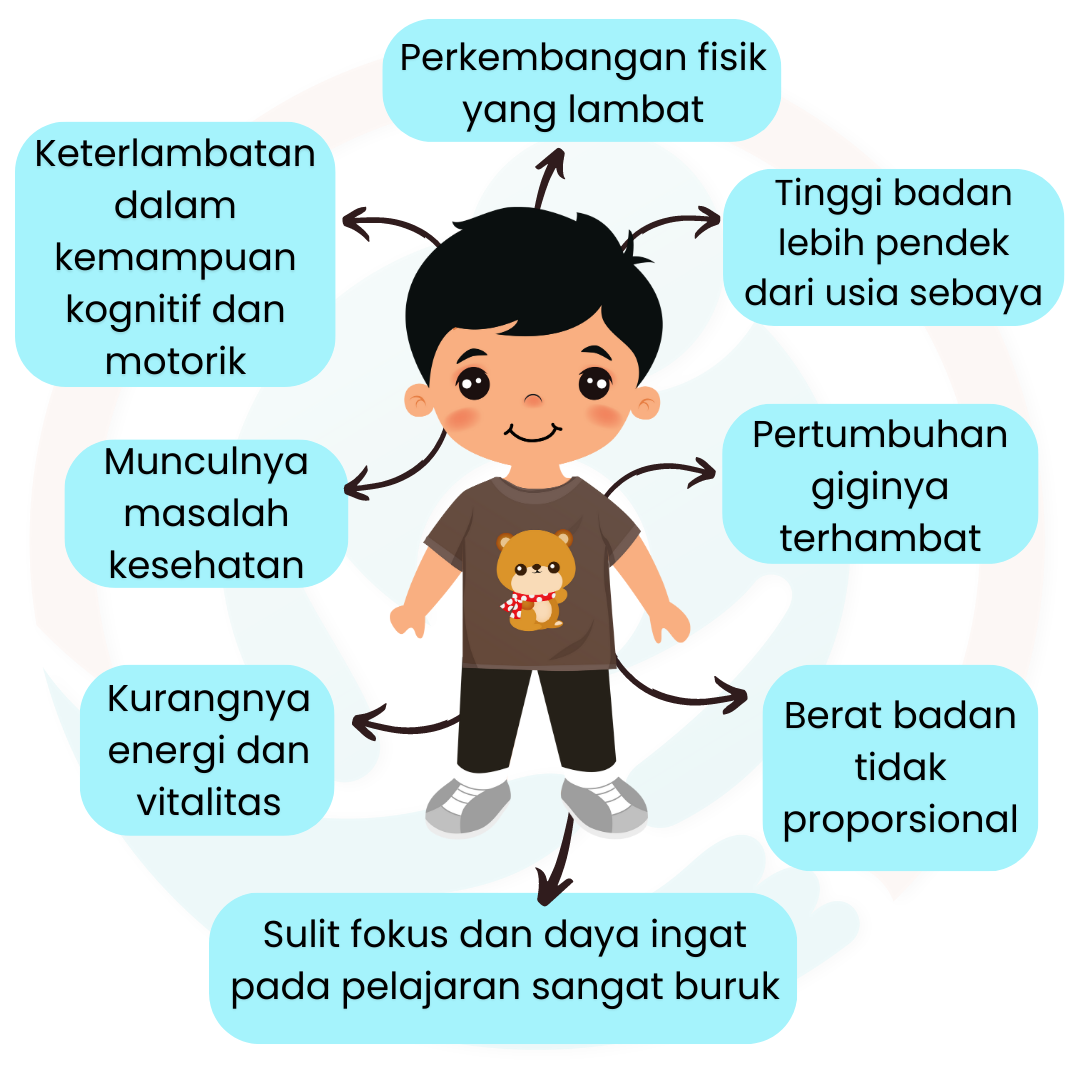 Perkembangan fisik
yang lambat
Keterlambatan
dalam
kemampuan
kognitif dan
motorik
Tinggi badan
lebih pendek
dari usia sebaya
Munculnya
masalah
kesehatan
Pertumbuhan
giginya
terhambat
Kurangnya
energi dan
vitalitas
Berat badan
tidak
proporsional
Sulit fokus dan daya ingat
pada pelajaran sangat buruk